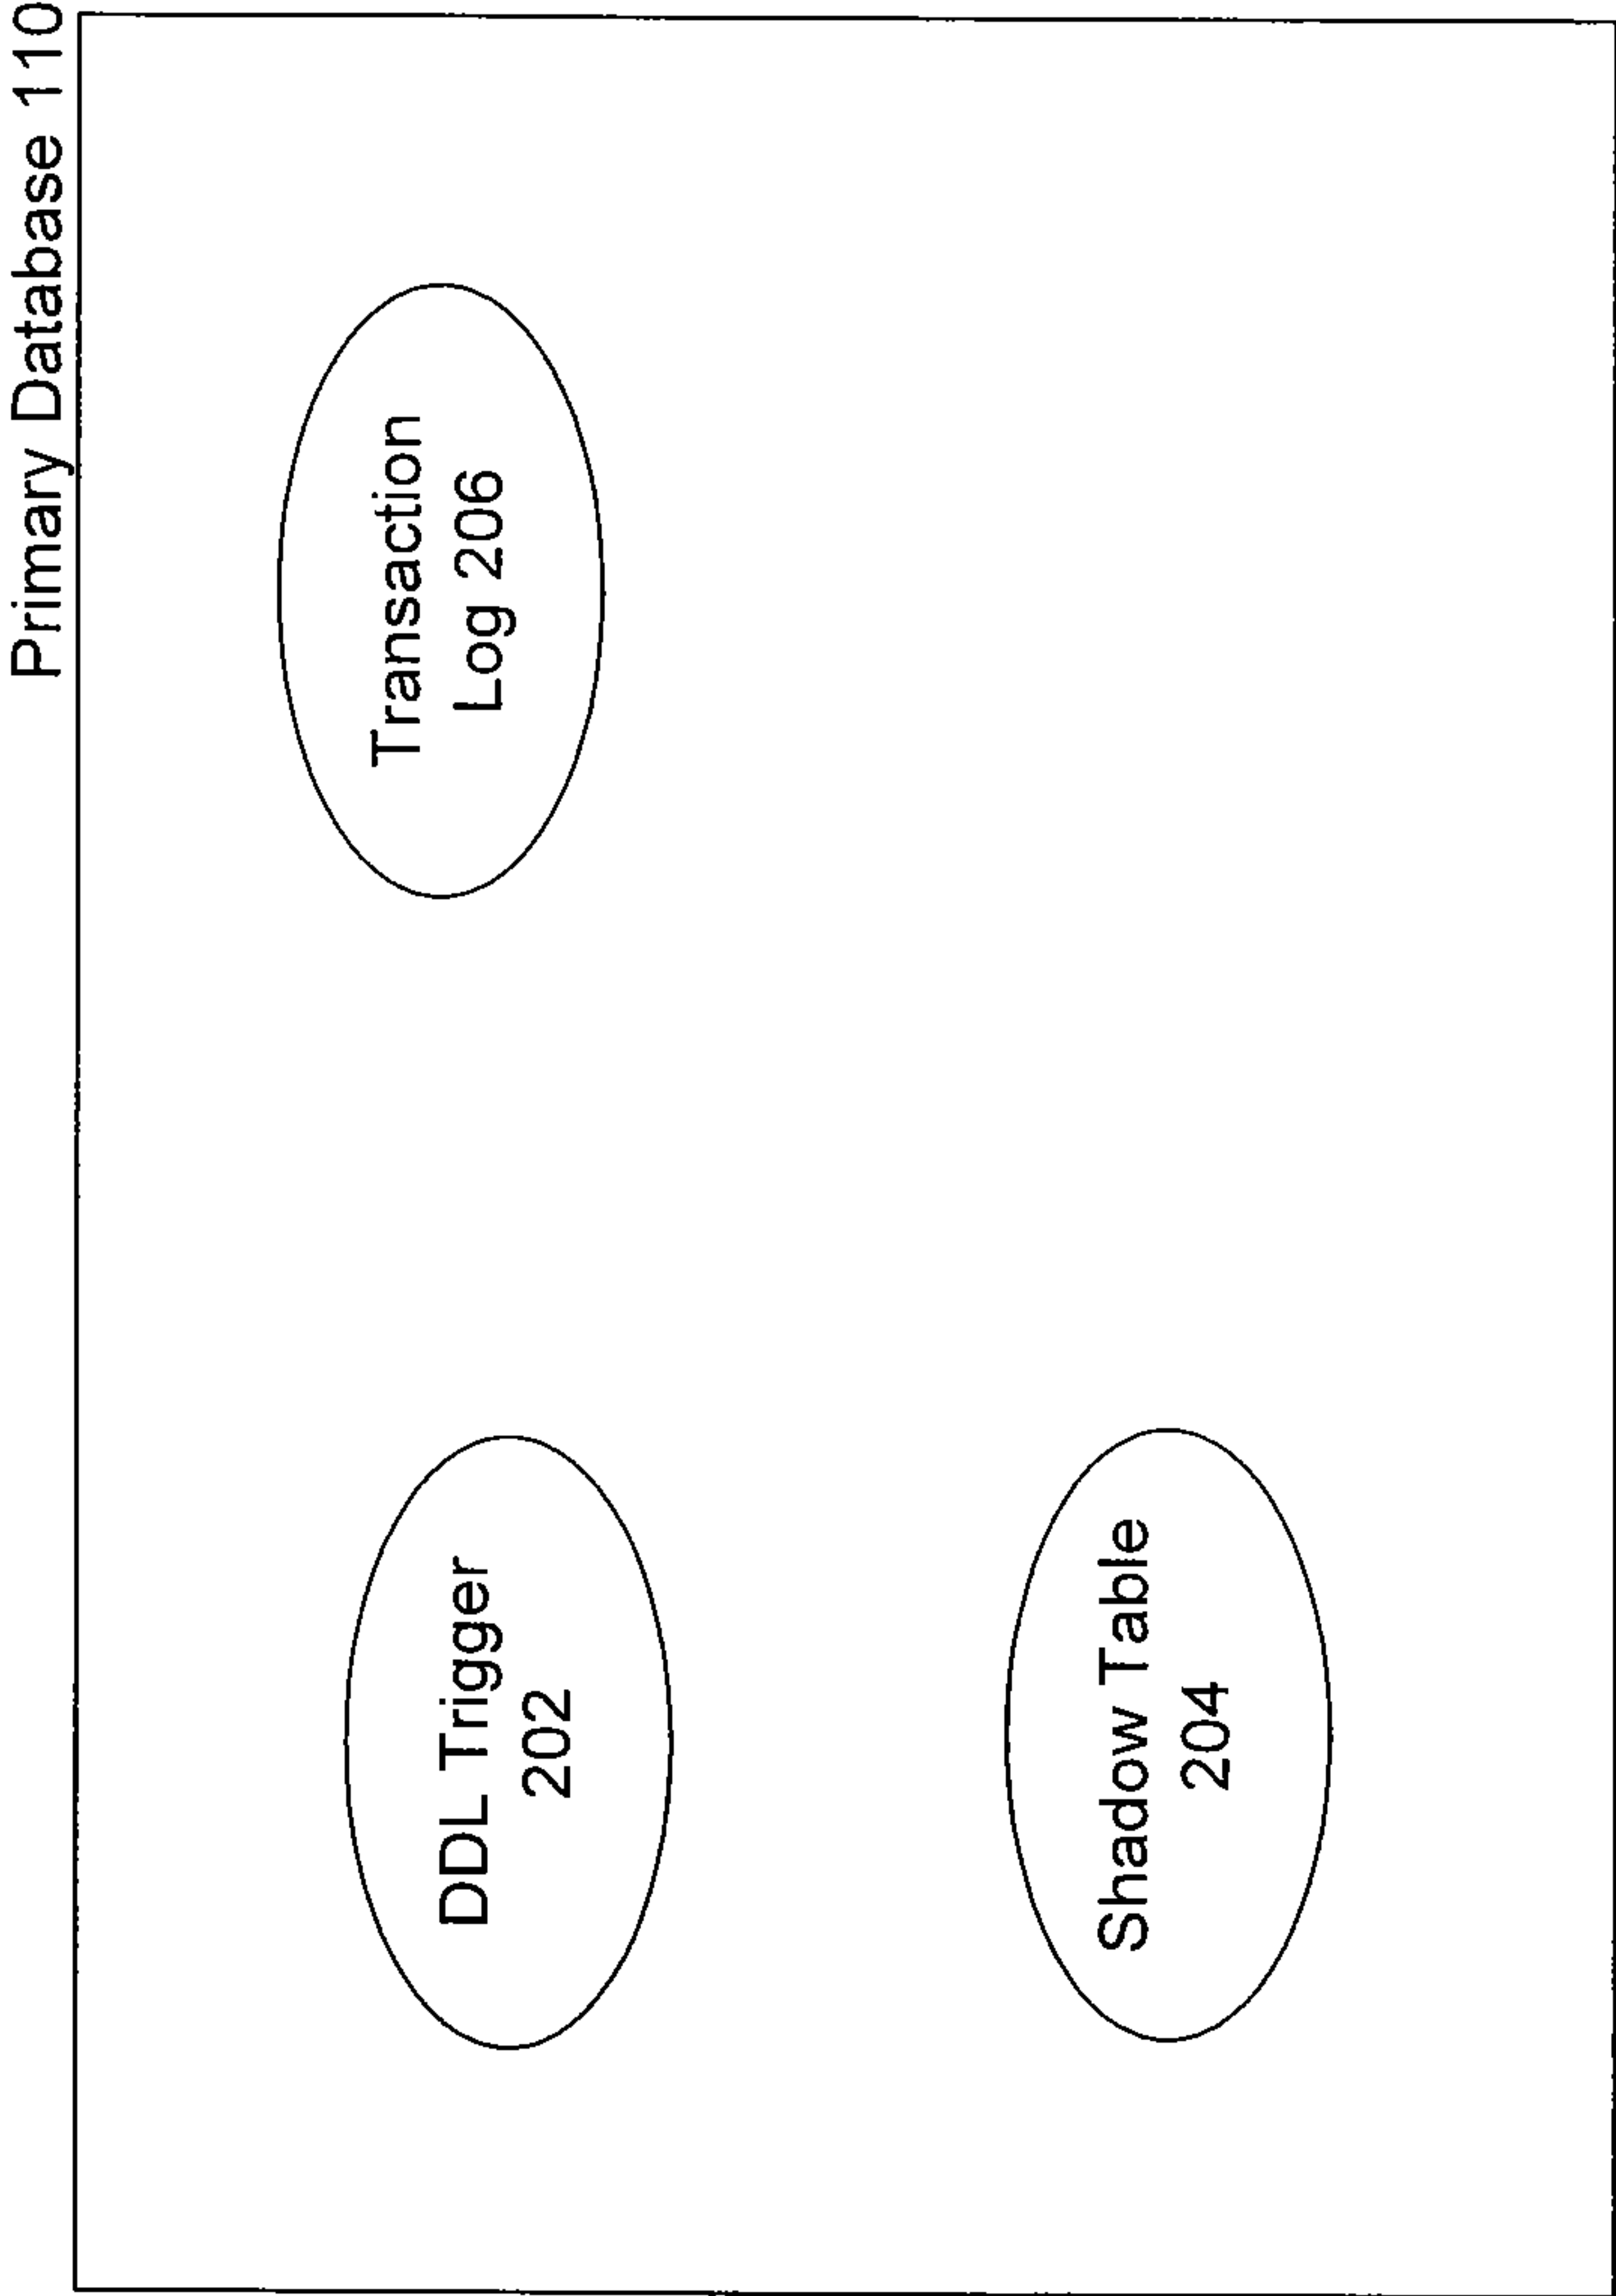 Primary Database 110
DDL Trigger
202
Transaction
Log 206
Shadow Table
204